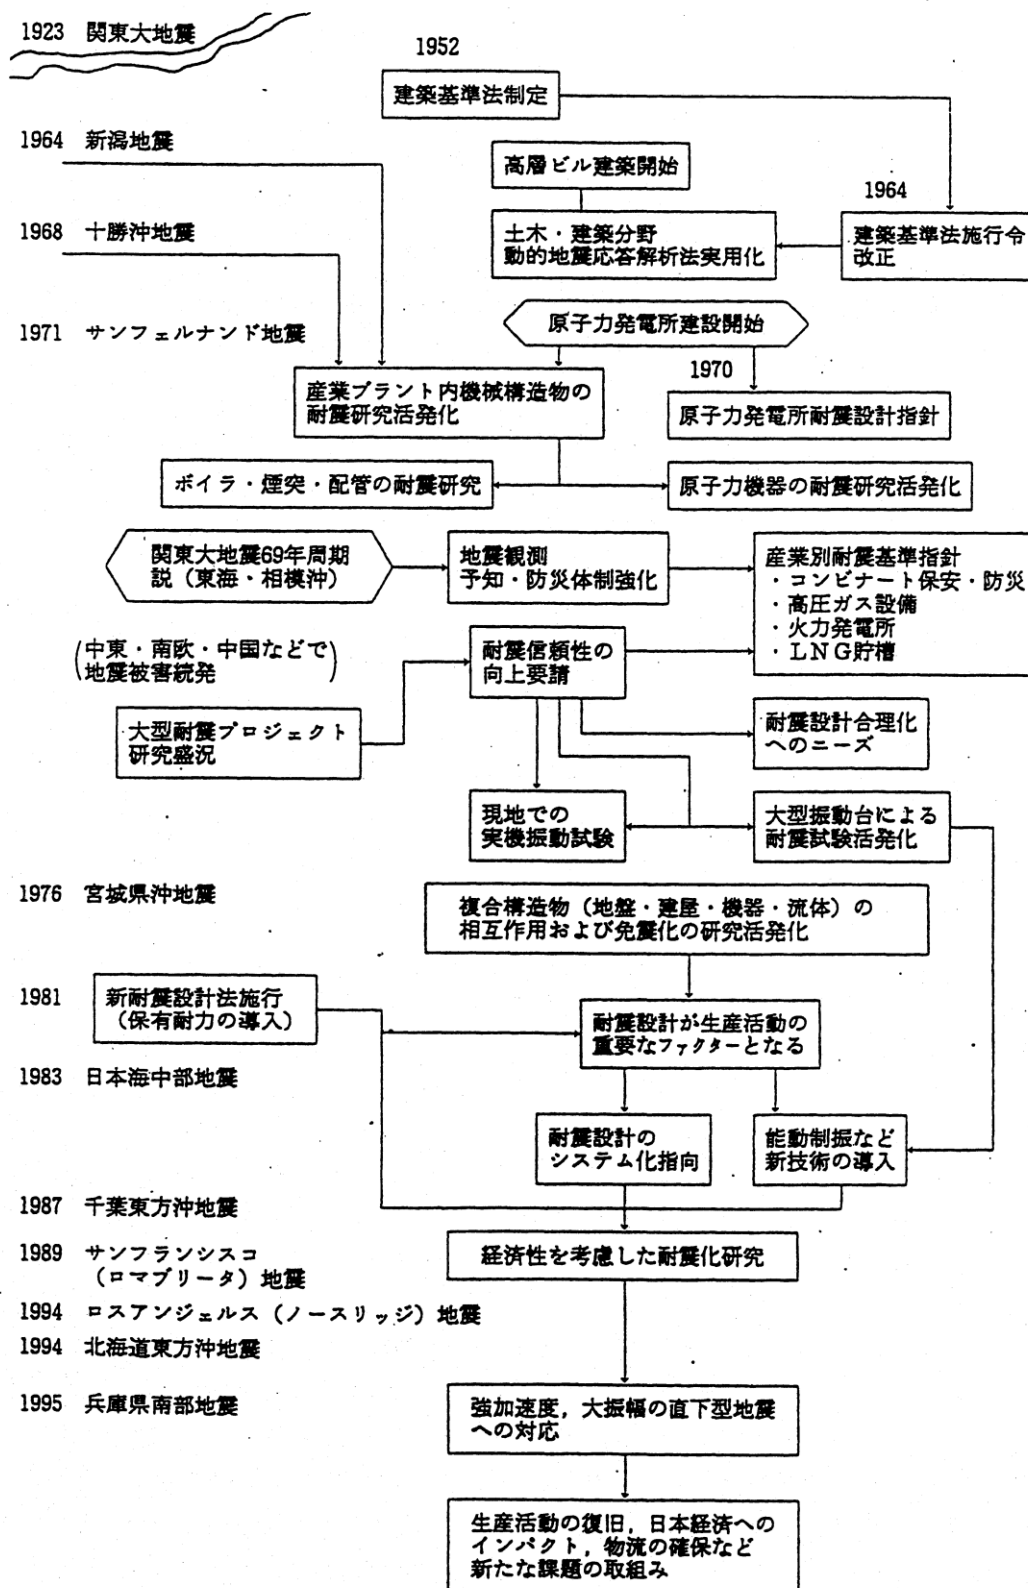 1923 関東大地震
1952
建築基準法制定
1964 新潟地震
高層ビル建築開始
1964
1968 十勝沖地震
土木・建築分野
動的地震応答解析法実用化
建築基準法施行令
改正
1971 サンフェルナンド地震
原子力発電所建設開始
1970
産業プラント内機械構造物の
耐震研究活発化
原子力発電所耐震設計指針
ボイラ・煙突・配管の耐震研究
原子力機器の耐震研究活発化
関東大地震69年周期
説（東海・相模沖）
地震観測
予知・防災体制強化
産業別耐震基準指針
・コンビナート保安・防災
・高圧ガス設備
・火力発電所
・LNG貯槽
（中東・南欧・中国などで
地震被害続発）
耐震信頼性の
向上要請
大型耐震プロジェクト
研究盛況
耐震設計合理化
へのニーズ
現地での
実機振動試験
大型振動台による
耐震試験活発化
1976 宮城県沖地震
複合構造物（地盤・建屋・機器・流体）の
相互作用および免震化の研究活発化
1981
新耐震設計法施行
（保有耐力の導入）
耐震設計が生産活動の
重要なファクターとなる
1983 日本海中部地震
耐震設計の
システム化指向
能動制振など
新技術の導入
1987 千葉東方沖地震
1989 サンフランシスコ
（ロマプリータ）地震
経済性を考慮した耐震化研究
1994 ロスアンジェルス（ノースリッジ）地震
1994 北海道東方沖地震
1995 兵庫県南部地震
強加速度，大振幅の直下型地震
への対応
生産活動の復旧，日本経済への
インパクト，物流の確保など
新たな課題の取組み